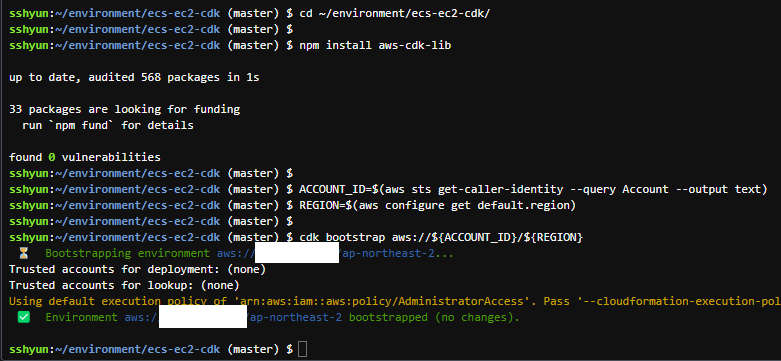 sshyun:~/environment/ecs-ec2-cdk (master) $ cd ~/environment/ecs-ec2-cdk/
sshyun:~/environment/ecs-ec2-cdk (master) $
sshyun:~/environment/ecs-ec2-cdk (master) $ npm install aws-cdk-lib
up to date, audited 568 packages in 1s
33 packages are looking for funding
run `npm fund` for details
found 0 vulnerabilities
sshyun:~/environment/ecs-ec2-cdk (master) $
sshyun:~/environment/ecs-ec2-cdk (master) $ ACCOUNT_ID=$(aws sts get-caller-identity --query Account --output text)
sshyun:~/environment/ecs-ec2-cdk (master) $ REGION=$(aws configure get default.region)
sshyun:~/environment/ecs-ec2-cdk (master) $
sshyun:~/environment/ecs-ec2-cdk (master) $ cdk bootstrap aws://${ACCOUNT_ID}/${REGION}
⏳ Bootstrapping environment aws:// /ap-northeast-2...
Trusted accounts for deployment: (none)
Trusted accounts for lookup: (none)
Using default execution policy of 'arn:aws:iam::aws:policy/AdministratorAccess'. Pass '--cloudformation-execution-pol
✅ Environment aws:// /ap-northeast-2 bootstrapped (no changes).
sshyun:~/environment/ecs-ec2-cdk (master) $